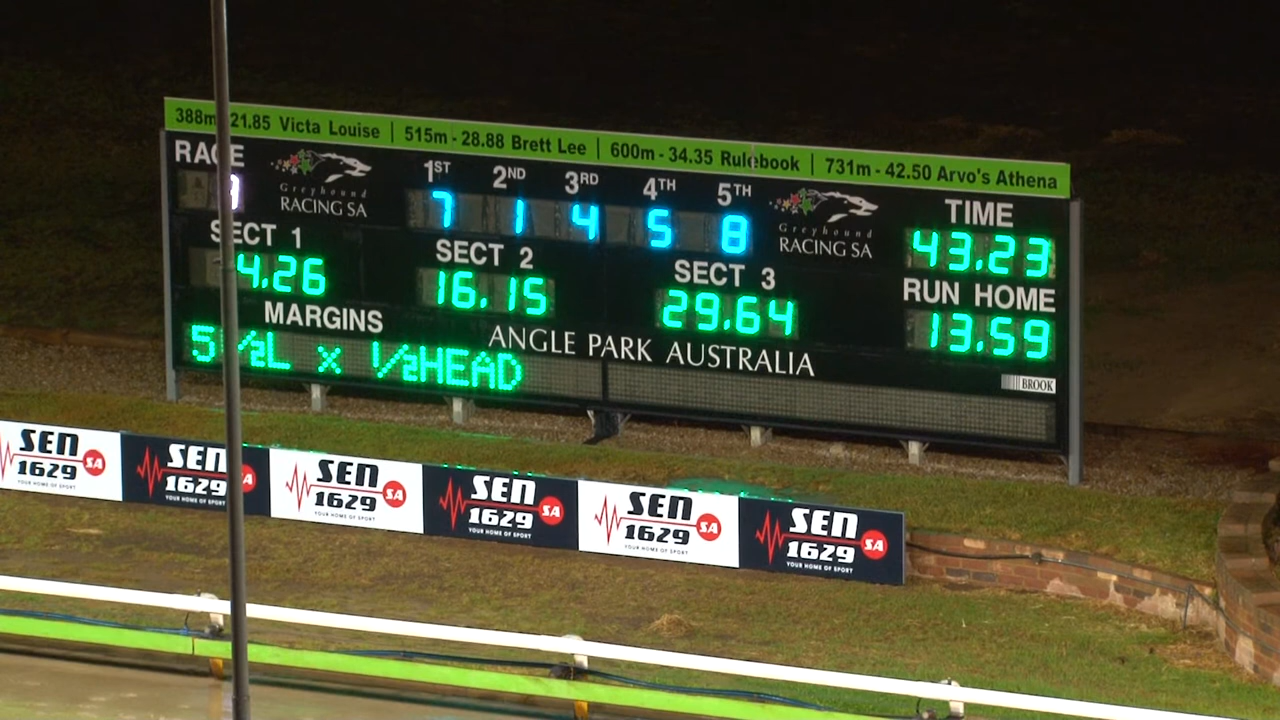 388m 21.85 Victa Louise | 515m - 28.88 Brett Lee | 600m - 34.35 Rulebook | 731m - 42.50 Arvo's Athena
RACE
Greyhound
RACING SA
1ST 2ND 3RD 4TH 5TH
7 1 4 5 8
Greyhound
RACING SA
TIME
43.23
SECT 1
4.26
SECT 2
16.15
SECT 3
29.64
RUN HOME
13.59
MARGINS
5 1/2L x 1/2HEAD
ANGLE PARK AUSTRALIA
BROOK
SEN
1629 SA
YOUR HOME OF SPORT
SEN
1629 SA
YOUR HOME OF SPORT
SEN
1629 SA
YOUR HOME OF SPORT
SEN
1629 SA
YOUR HOME OF SPORT
SEN
1629 SA
YOUR HOME OF SPORT
SEN
1629 SA
YOUR HOME OF SPORT